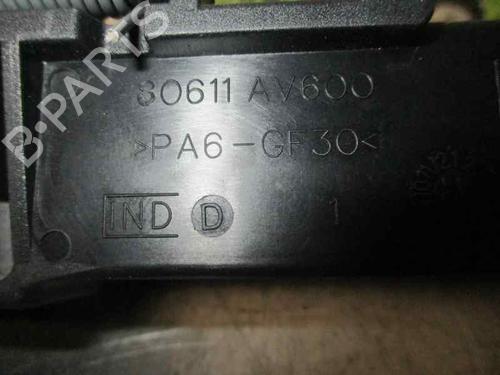 B-PARTS
80611 AV600
>PA6-GF30<
IND D 1